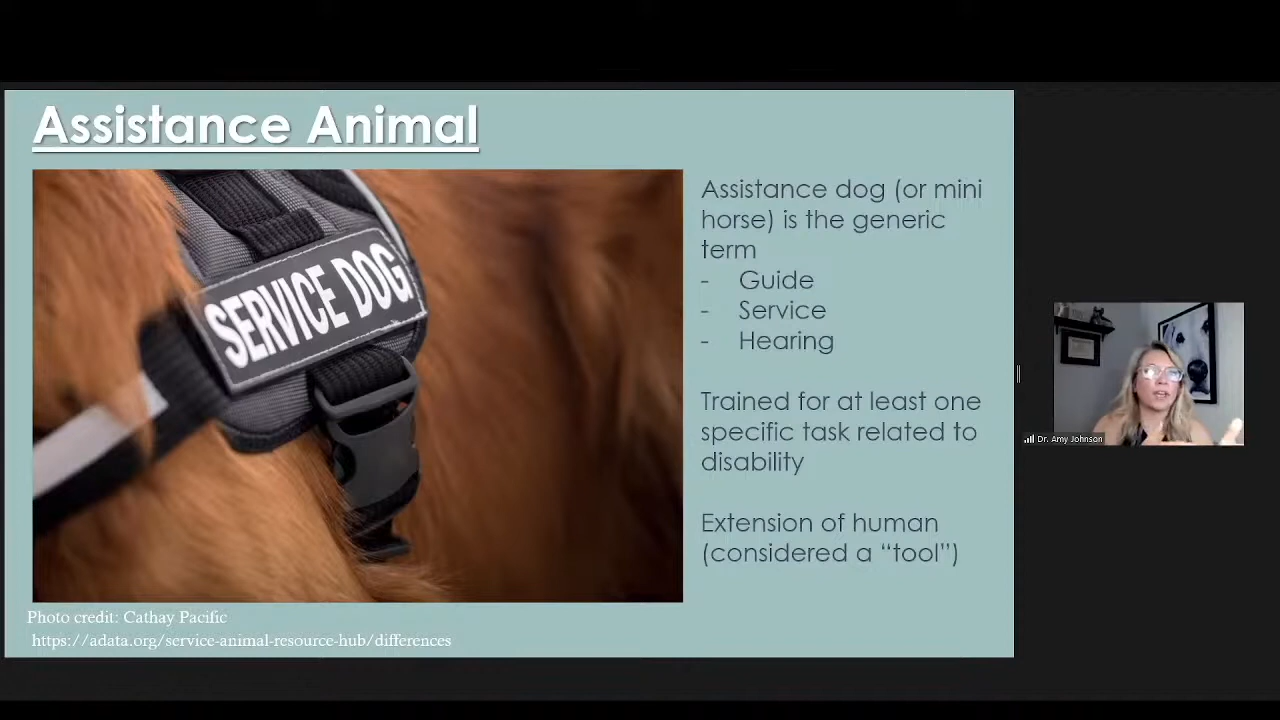 Assistance Animal
SERVICE DOG
Assistance dog (or mini
horse) is the generic
term
- Guide
- Service
- Hearing
Trained for at least one
specific task related to
disability
Extension of human
(considered a “tool”)
Photo credit: Cathay Pacific
https://adata.org/service-animal-resource-hub/differences
Dr. Amy Johnson